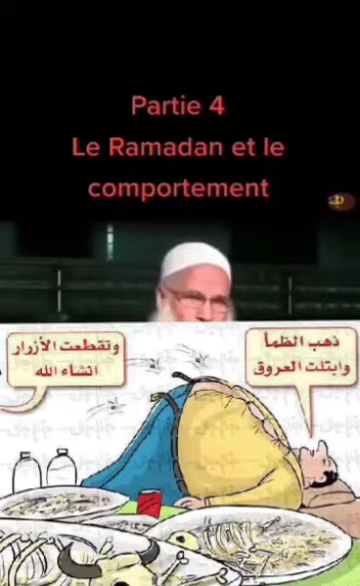 Partie 4
Le Ramadan et le
comportement
ذهب الظمأ
وابتلت العروق
وتقطعت الأزرار
انشاء الله